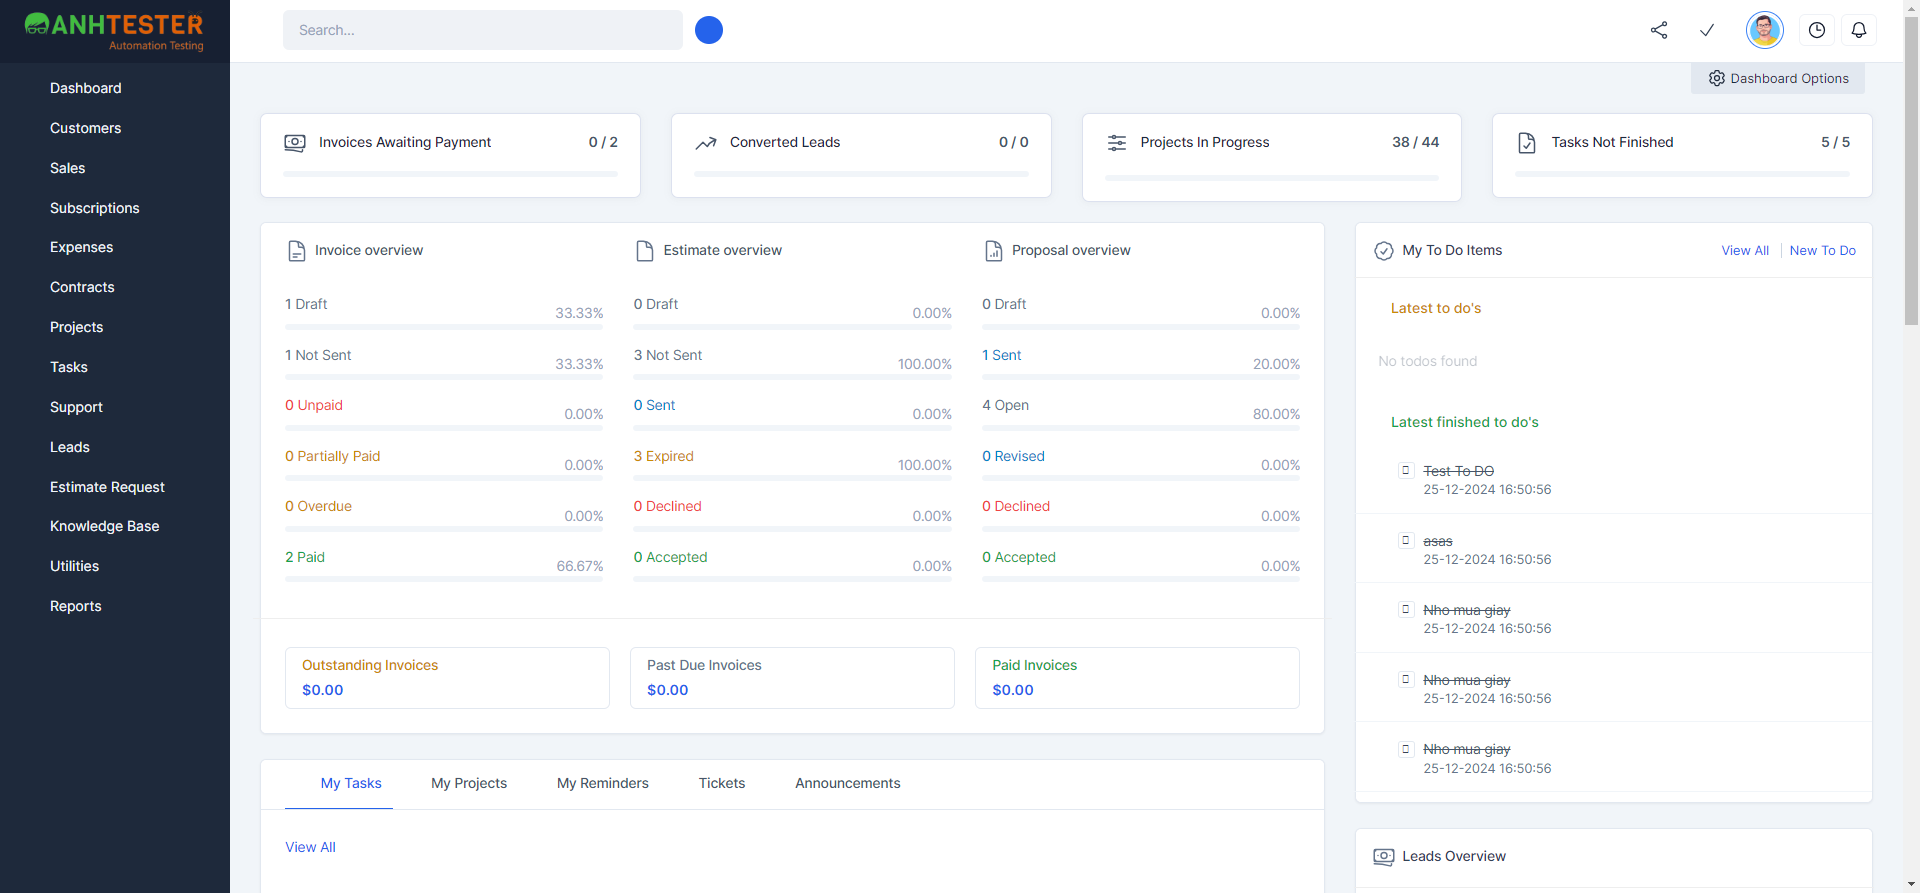 ANHTESTER
Automation Testing
Search...
Dashboard Options
Dashboard
Customers
Sales
Subscriptions
Expenses
Contracts
Projects
Tasks
Support
Leads
Estimate Request
Knowledge Base
Utilities
Reports
Invoices Awaiting Payment 0 / 2
Converted Leads 0 / 0
Projects In Progress 38 / 44
Tasks Not Finished 5 / 5
Invoice overview
1 Draft 33.33%
1 Not Sent 33.33%
0 Unpaid 0.00%
0 Partially Paid 0.00%
0 Overdue 0.00%
2 Paid 66.67%
Estimate overview
0 Draft 0.00%
3 Not Sent 100.00%
0 Sent 0.00%
3 Expired 100.00%
0 Declined 0.00%
0 Accepted 0.00%
Proposal overview
0 Draft 0.00%
1 Sent 20.00%
4 Open 80.00%
0 Revised 0.00%
0 Declined 0.00%
0 Accepted 0.00%
Outstanding Invoices
$0.00
Past Due Invoices
$0.00
Paid Invoices
$0.00
My Tasks My Projects My Reminders Tickets Announcements
View All
My To Do Items View All New To Do
Latest to do's
No todos found
Latest finished to do's
Test To DO
25-12-2024 16:50:56
asas
25-12-2024 16:50:56
Nho mua giay
25-12-2024 16:50:56
Nho mua giay
25-12-2024 16:50:56
Nho mua giay
25-12-2024 16:50:56
Leads Overview